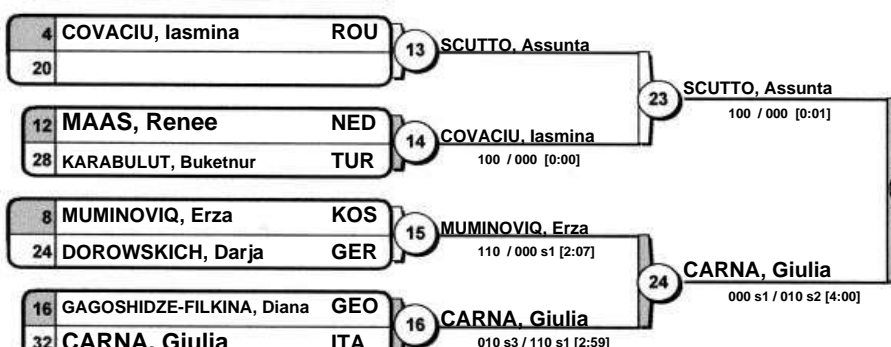 4 COVACIU, Iasmina ROU
20
13 SCUTTO, Assunta
12 MAAS, Renee NED
28 KARABULUT, Buketnur TUR
14 COVACIU, Iasmina
100 / 000 [0:00]
23 SCUTTO, Assunta
100 / 000 [0:01]
8 MUMINOVIQ, Erza KOS
24 DOROWSKICH, Darja GER
15 MUMINOVIQ, Erza
110 / 000 s1 [2:07]
16 GAGOSHIDZE-FILKINA, Diana GEO
32 CARNA, Giulia ITA
16 CARNA, Giulia
010 s3 / 110 s1 [2:59]
24 CARNA, Giulia
000 s1 / 010 s2 [4:00]